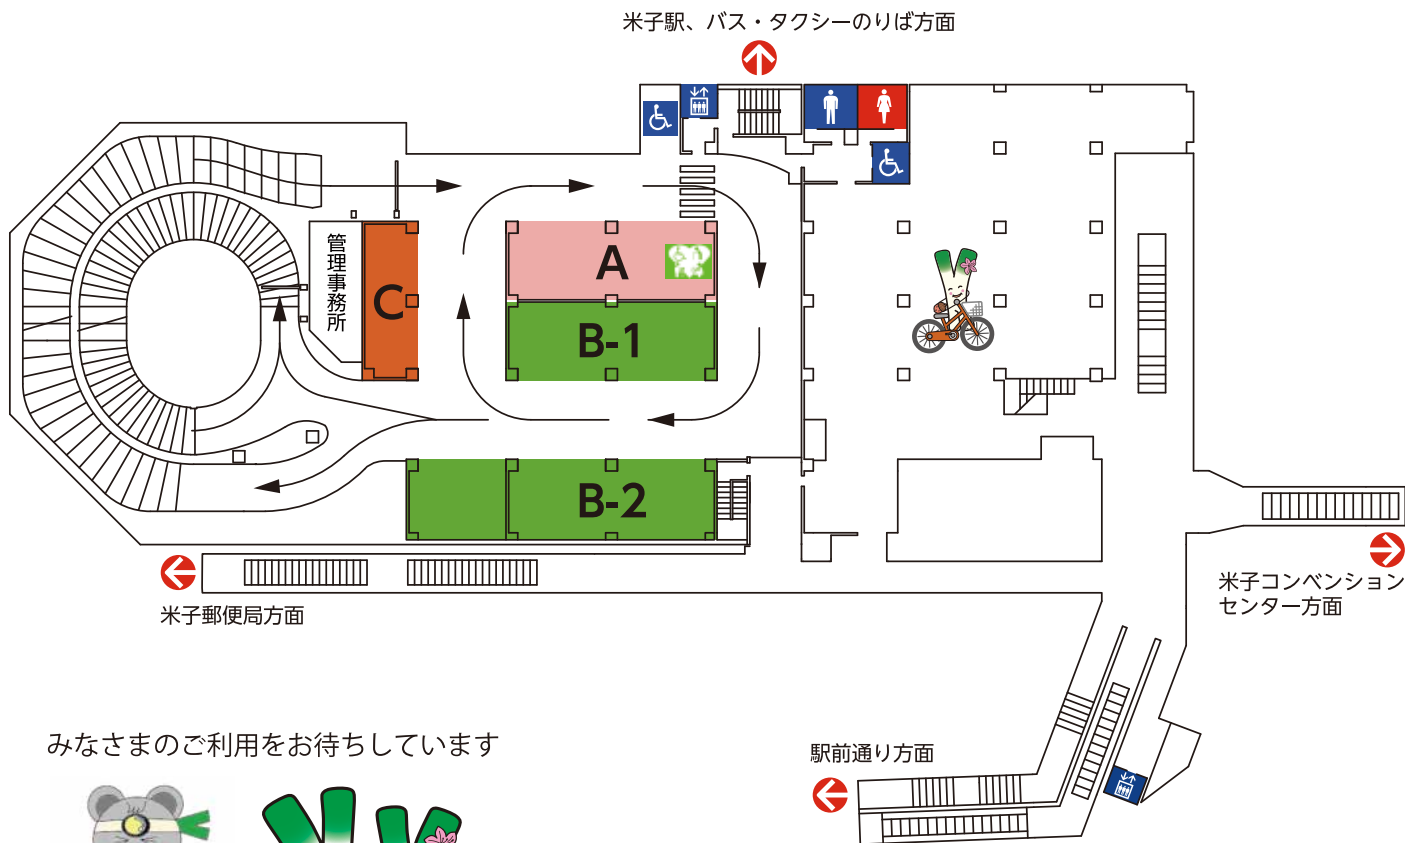 米子駅、バス・タクシーのりば方面
管理事務所
C
A
B-1
B-2
米子郵便局方面
米子コンベンション
センター方面
みなさまのご利用をお待ちしています
駅前通り方面